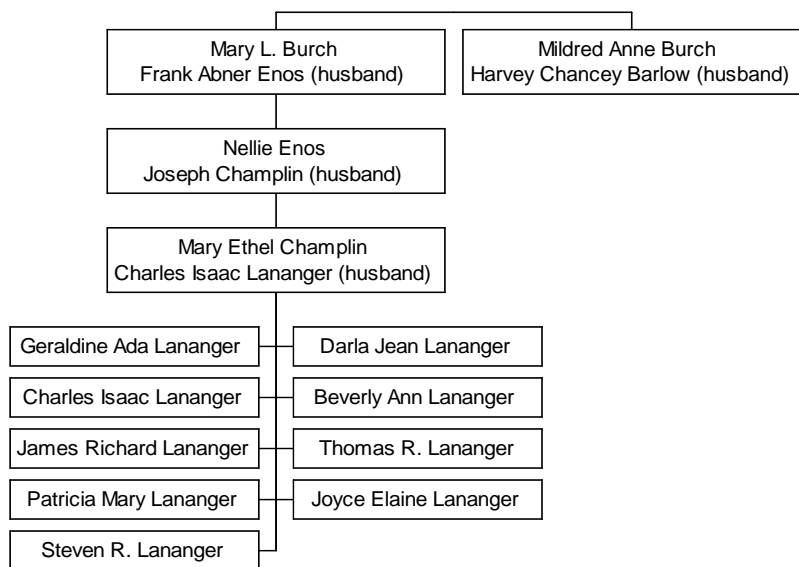 Mary L. Burch
Frank Abner Enos (husband)
Mildred Anne Burch
Harvey Chancey Barlow (husband)
Nellie Enos
Joseph Champlin (husband)
Mary Ethel Champlin
Charles Isaac Lananger (husband)
Geraldine Ada Lananger
Darla Jean Lananger
Charles Isaac Lananger
Beverly Ann Lananger
James Richard Lananger
Thomas R. Lananger
Patricia Mary Lananger
Joyce Elaine Lananger
Steven R. Lananger